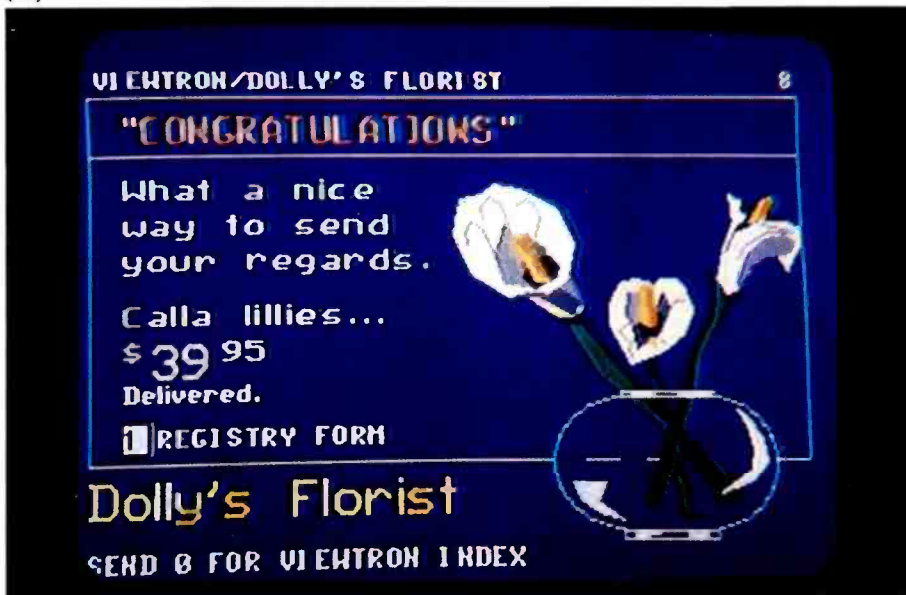 VIEWTRON/DOLLY'S FLORIST 8
"CONGRATULATIONS"
What a nice
way to send
your regards.
Calla lillies...
$39 95
Delivered.
1 REGISTRY FORM
Dolly's Florist
SEND 0 FOR VIEWTRON INDEX